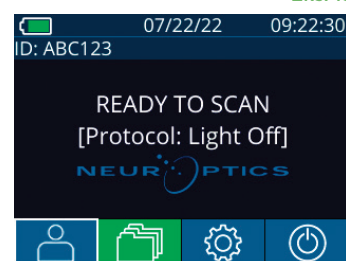 07/22/22 09:22:30
ID: ABC123
READY TO SCAN
[Protocol: Light Off]
NEUROPTICS